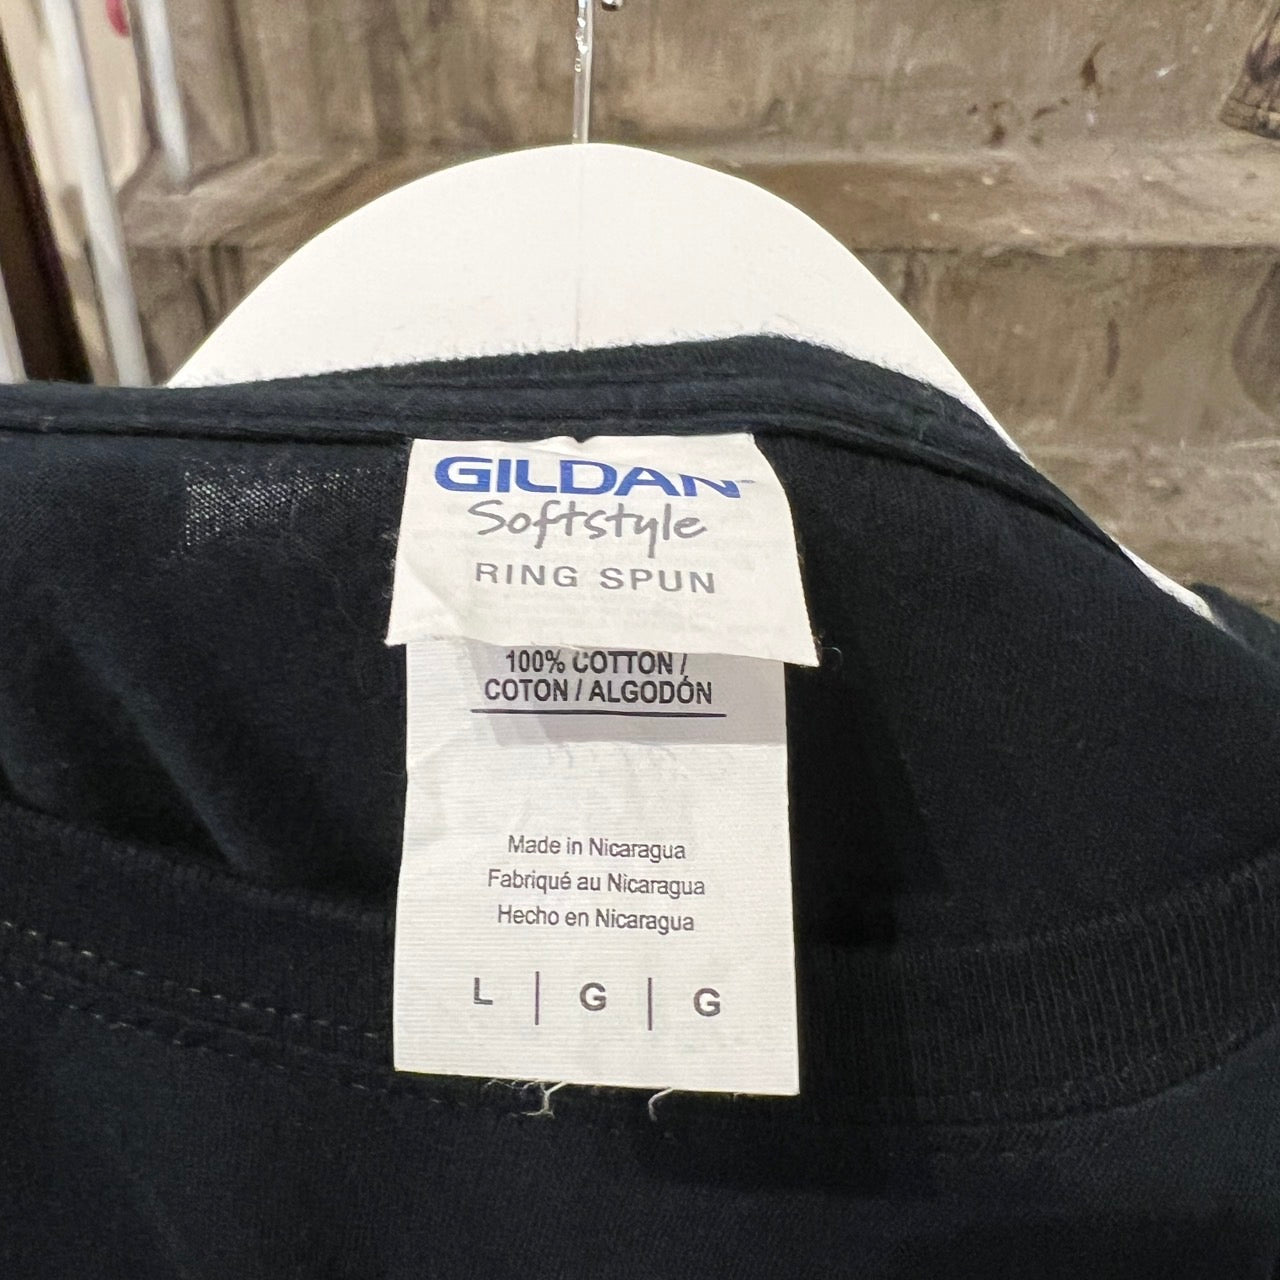 GILDAN
Softstyle
RING SPUN
100% COTTON /
COTON / ALGODÓN
Made in Nicaragua
Fabriqué au Nicaragua
Hecho en Nicaragua
L | G | G